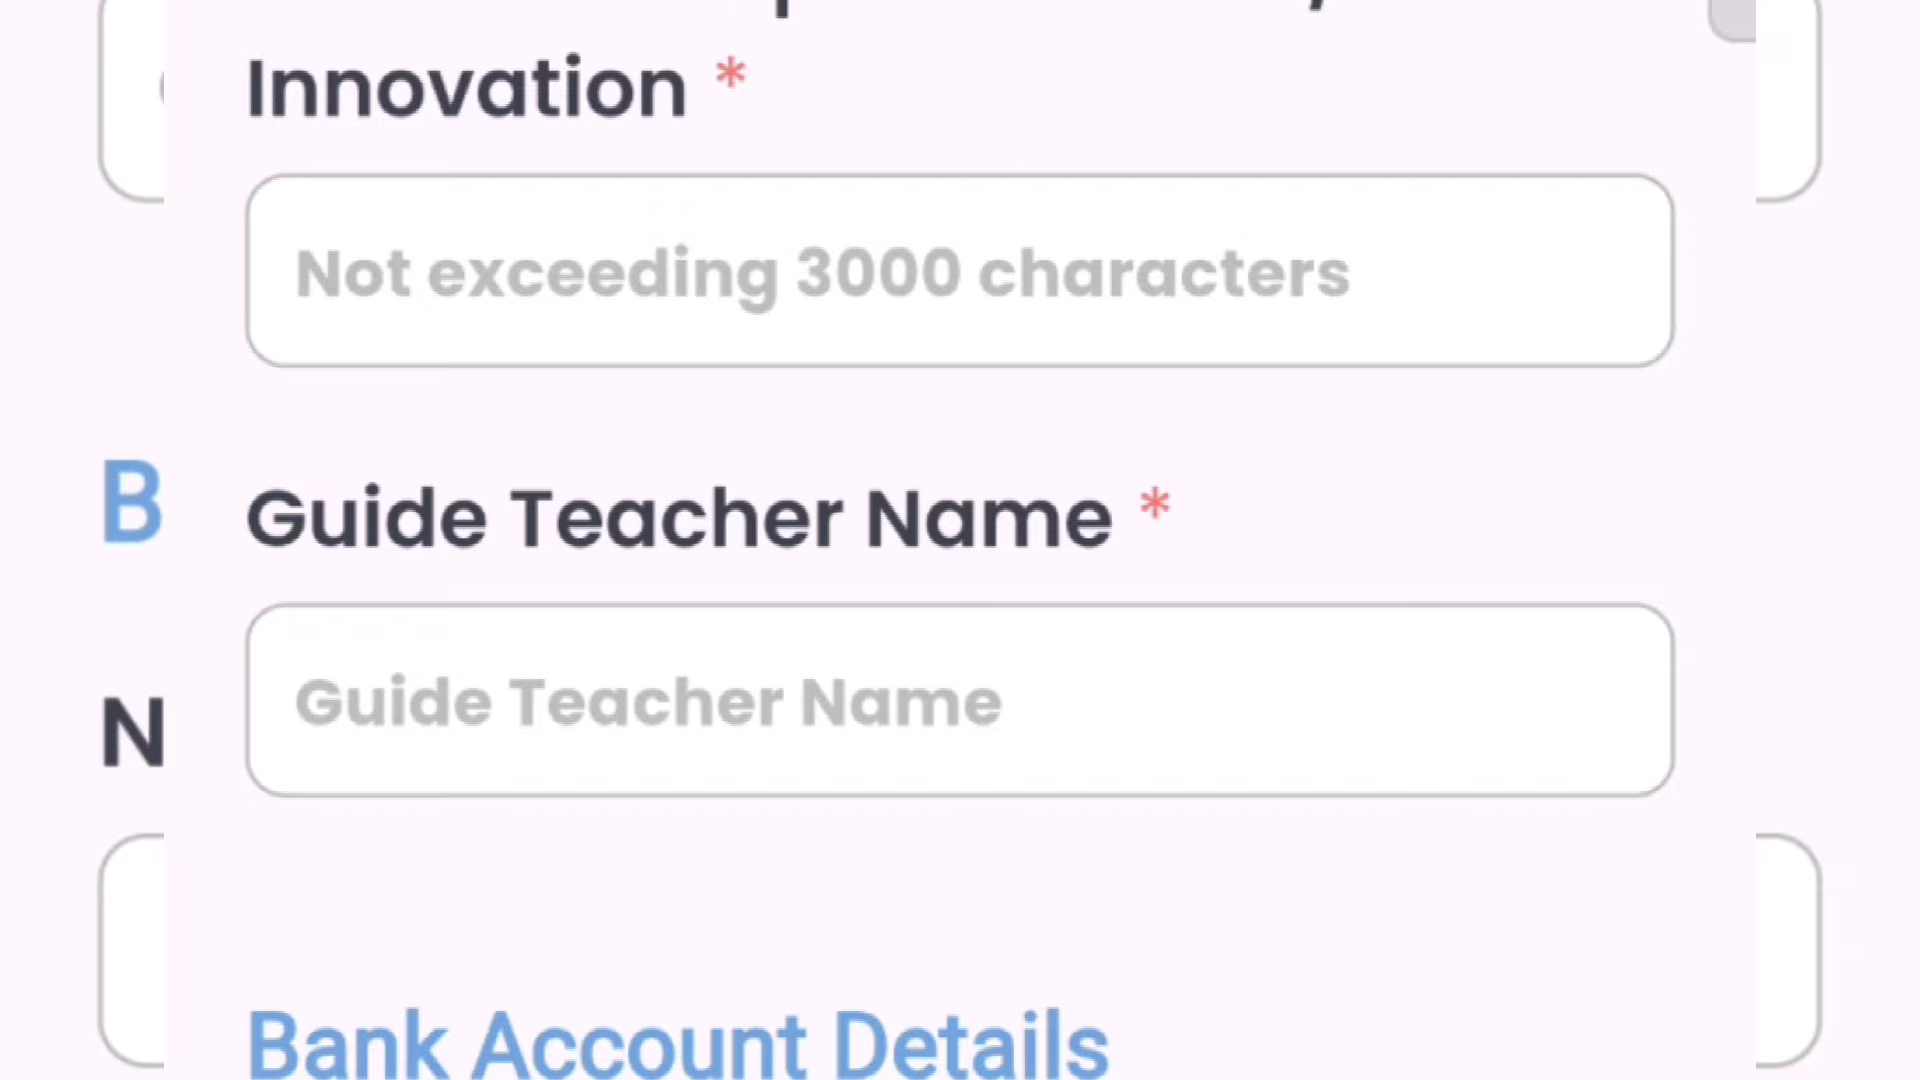 Innovation *
Not exceeding 3000 characters
B
Guide Teacher Name *
N
Guide Teacher Name
Bank Account Details